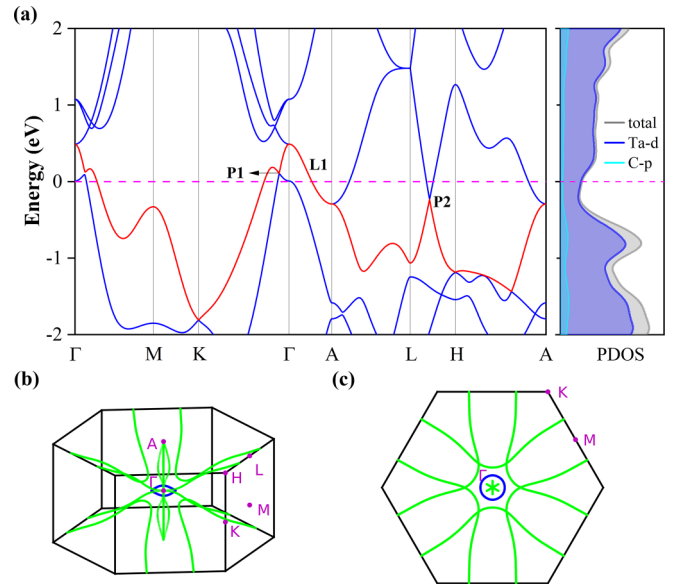 (a)
2
1
0
-1
-2
Energy (eV)
P1
L1
P2
Γ
M
K
Γ
A
L
H
A
total
Ta-d
C-p
PDOS
(b)
A
Γ
H
L
M
K
(c)
K
M
Γ